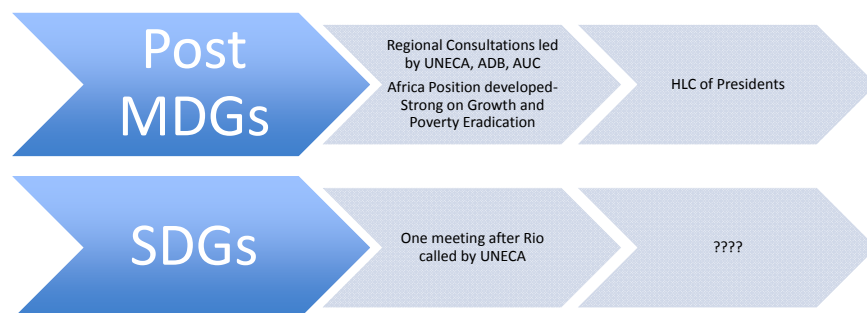 Post
MDGs
Regional Consultations led
by UNECA, ADB, AUC
Africa Position developed-
Strong on Growth and
Poverty Eradication
HLC of Presidents
SDGs
One meeting after Rio
called by UNECA
????